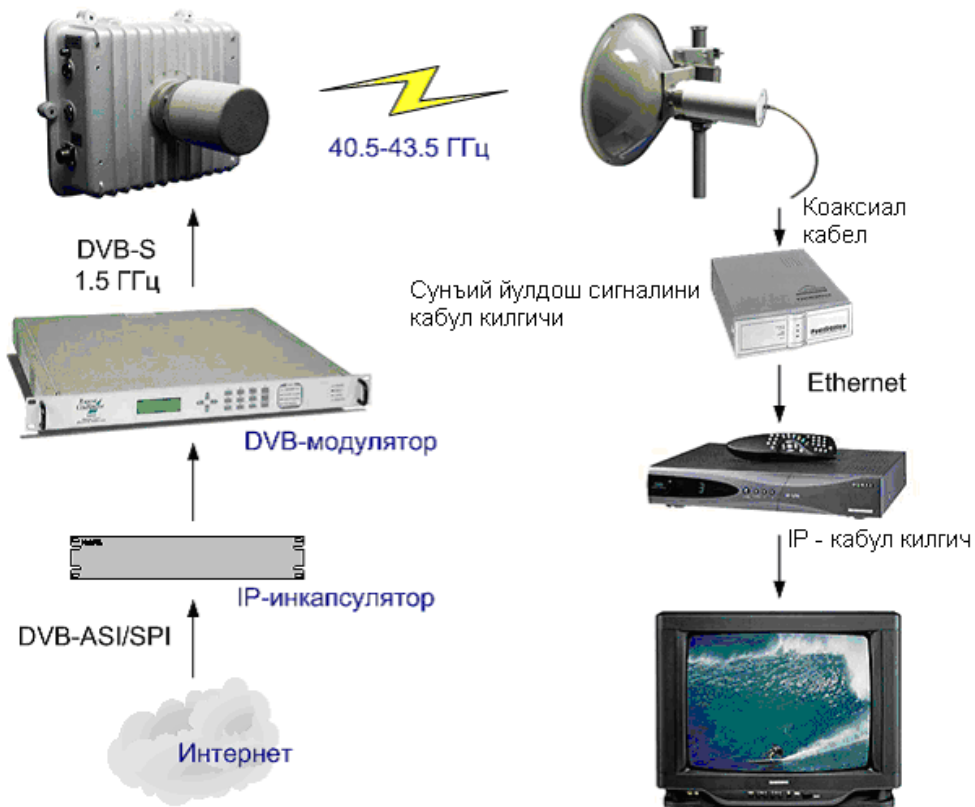 40.5-43.5 ГГц
Коаксиал
кабел
DVB-S
1.5 ГГц
Сунъий йулдош сигналини
кабул килгичи
Ethernet
DVB-модулятор
IP - кабул килгич
IP-инкапсулятор
DVB-ASI/SPI
Интернет